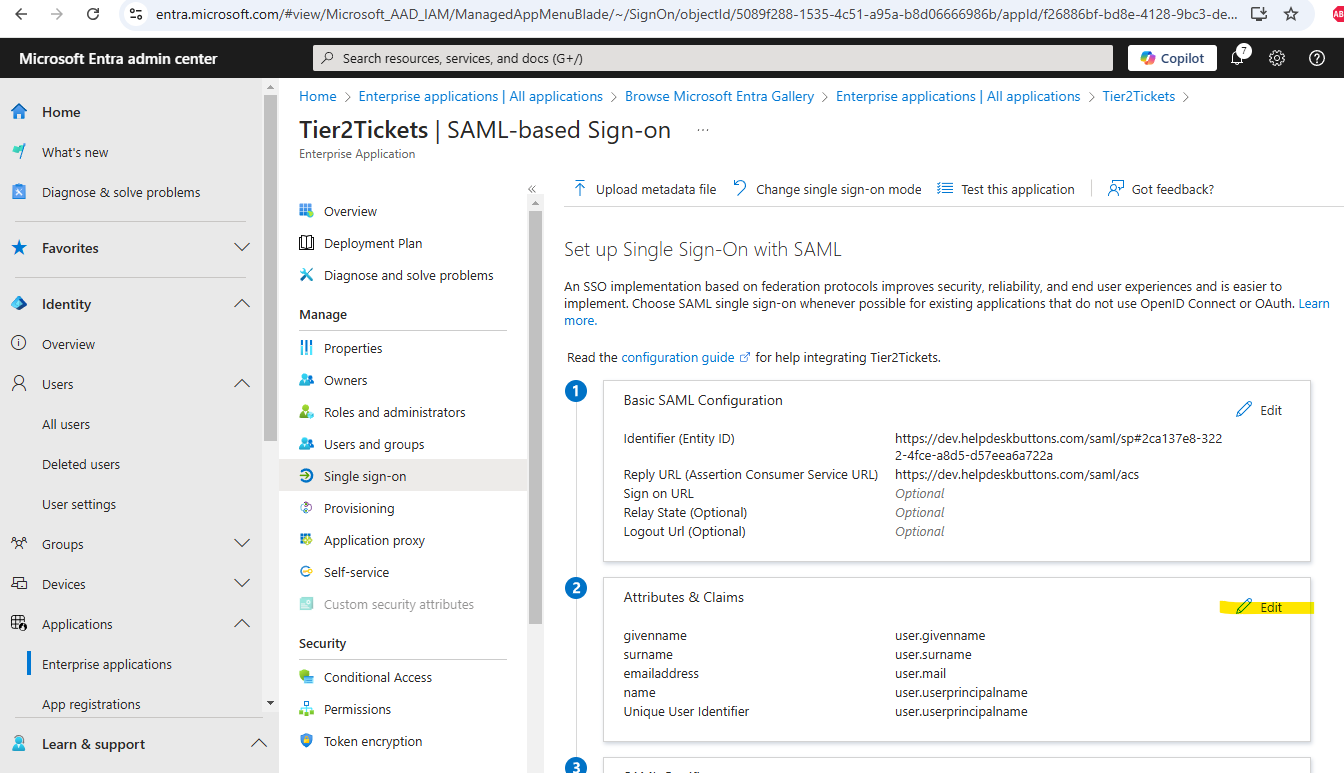 entra.microsoft.com/#view/Microsoft_AAD_IAM/ManagedAppMenuBlade/~/SignOn/objectId/5089f288-1535-4c51-a95a-b8d06666986b/appId/f26886bf-bd8e-4128-9bc3-de...
AB
Microsoft Entra admin center
Search resources, services, and docs (G+/)
Copilot
7
Home
What's new
Diagnose & solve problems
Favorites
Identity
Overview
Users
All users
Deleted users
User settings
Groups
Devices
Applications
Enterprise applications
App registrations
Learn & support
Home > Enterprise applications | All applications > Browse Microsoft Entra Gallery > Enterprise applications | All applications > Tier2Tickets >
Tier2Tickets | SAML-based Sign-on ...
Enterprise Application
Overview
Deployment Plan
Diagnose and solve problems
Manage
Properties
Owners
Roles and administrators
Users and groups
Single sign-on
Provisioning
Application proxy
Self-service
Custom security attributes
Security
Conditional Access
Permissions
Token encryption
Upload metadata file Change single sign-on mode Test this application Got feedback?
Set up Single Sign-On with SAML
An SSO implementation based on federation protocols improves security, reliability, and end user experiences and is easier to
implement. Choose SAML single sign-on whenever possible for existing applications that do not use OpenID Connect or OAuth. Learn
more.
Read the configuration guide for help integrating Tier2Tickets.
1
Basic SAML Configuration
Edit
Identifier (Entity ID) https://dev.helpdeskbuttons.com/saml/sp#2ca137e8-322
2-4fce-a8d5-d57eea6a722a
Reply URL (Assertion Consumer Service URL) https://dev.helpdeskbuttons.com/saml/acs
Sign on URL Optional
Relay State (Optional) Optional
Logout Url (Optional) Optional
2
Attributes & Claims
Edit
givenname user.givenname
surname user.surname
emailaddress user.mail
name user.userprincipalname
Unique User Identifier user.userprincipalname
3